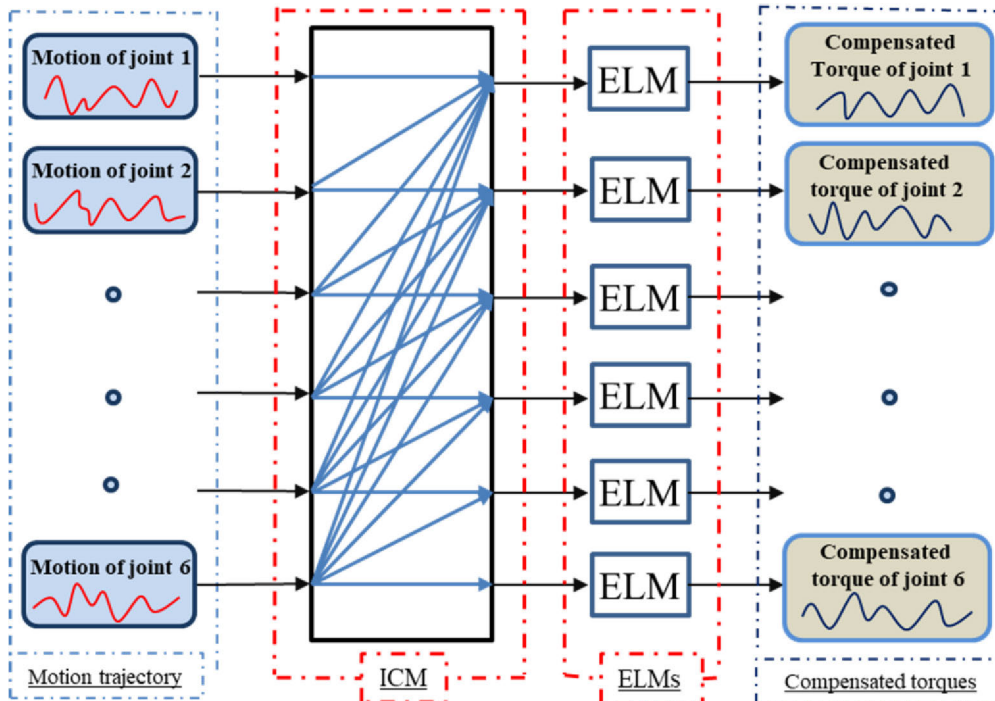 Motion of joint 1
Motion of joint 2
Motion of joint 6
Motion trajectory
ICM
ELM
ELM
ELM
ELM
ELM
ELM
ELMs
Compensated
Torque of joint 1
Compensated
torque of joint 2
Compensated
torque of joint 6
Compensated torques